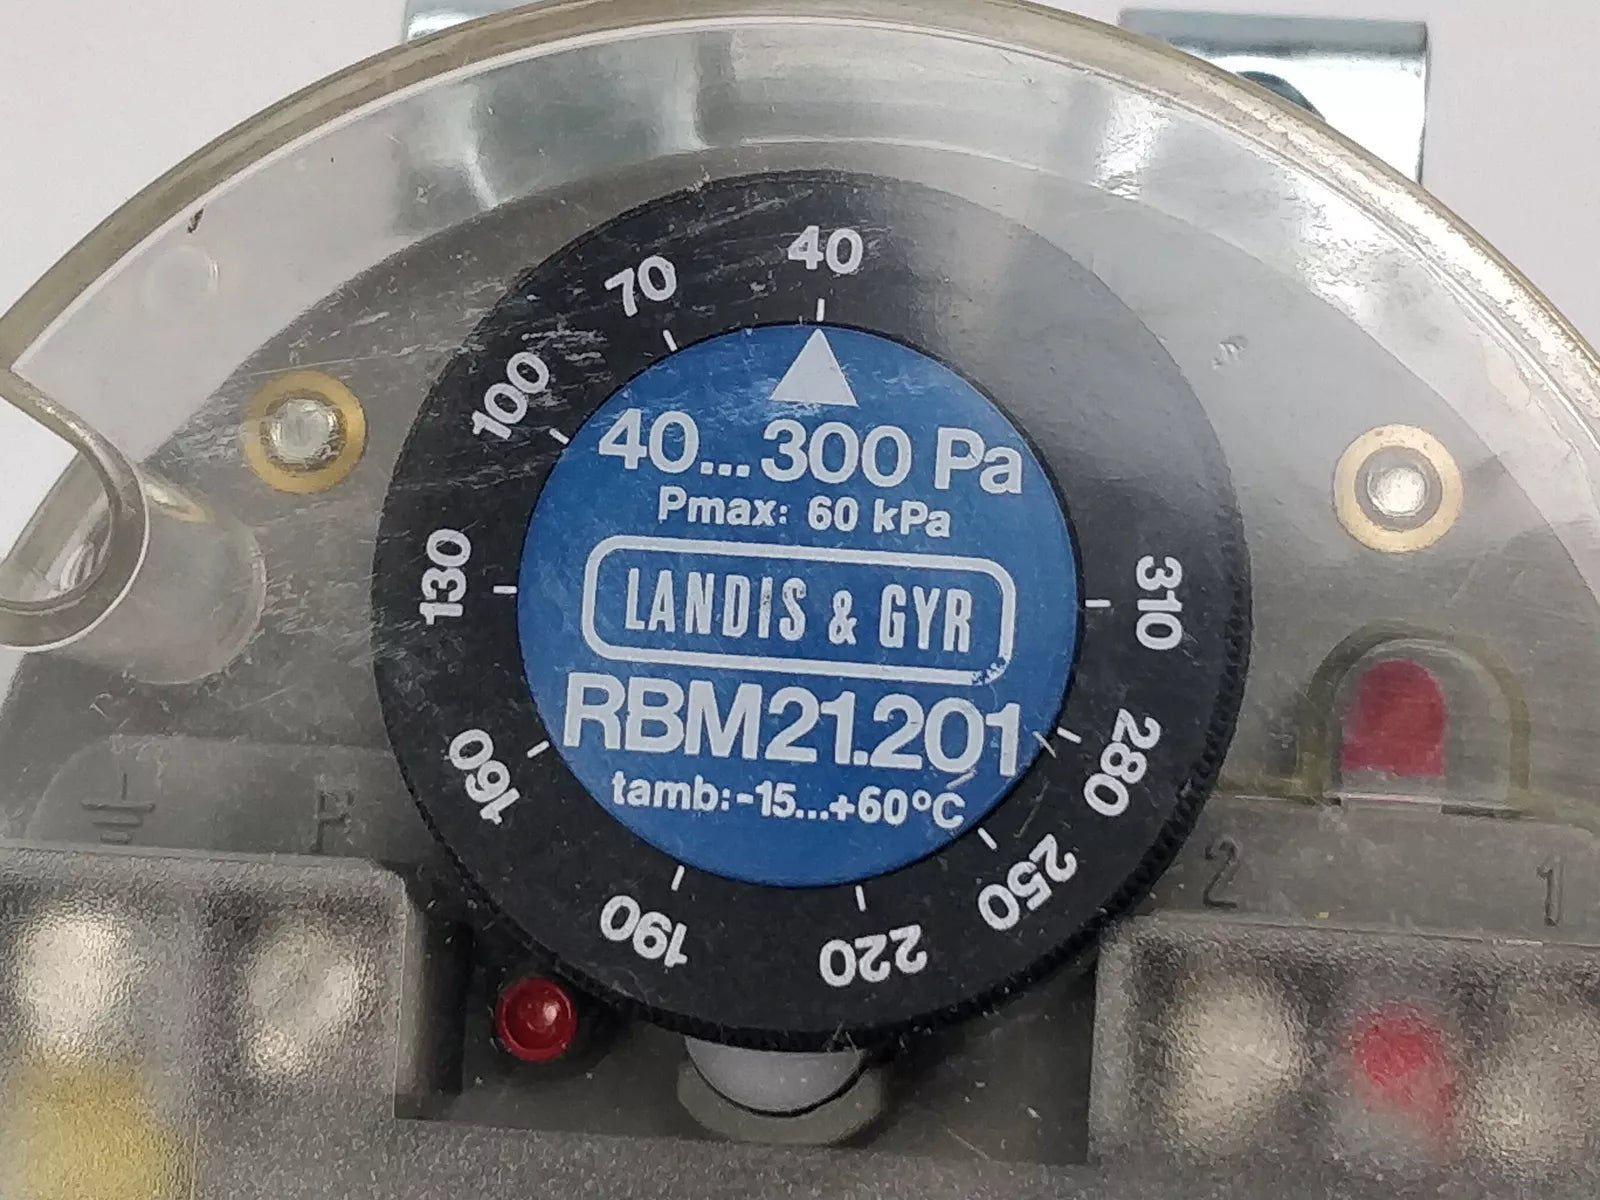 40
70
100
130
160
190
220
250
280
310
40...300 Pa
Pmax: 60 kPa
LANDIS & GYR
RBM21.201
tamb:-15...+60°C
P
2
1